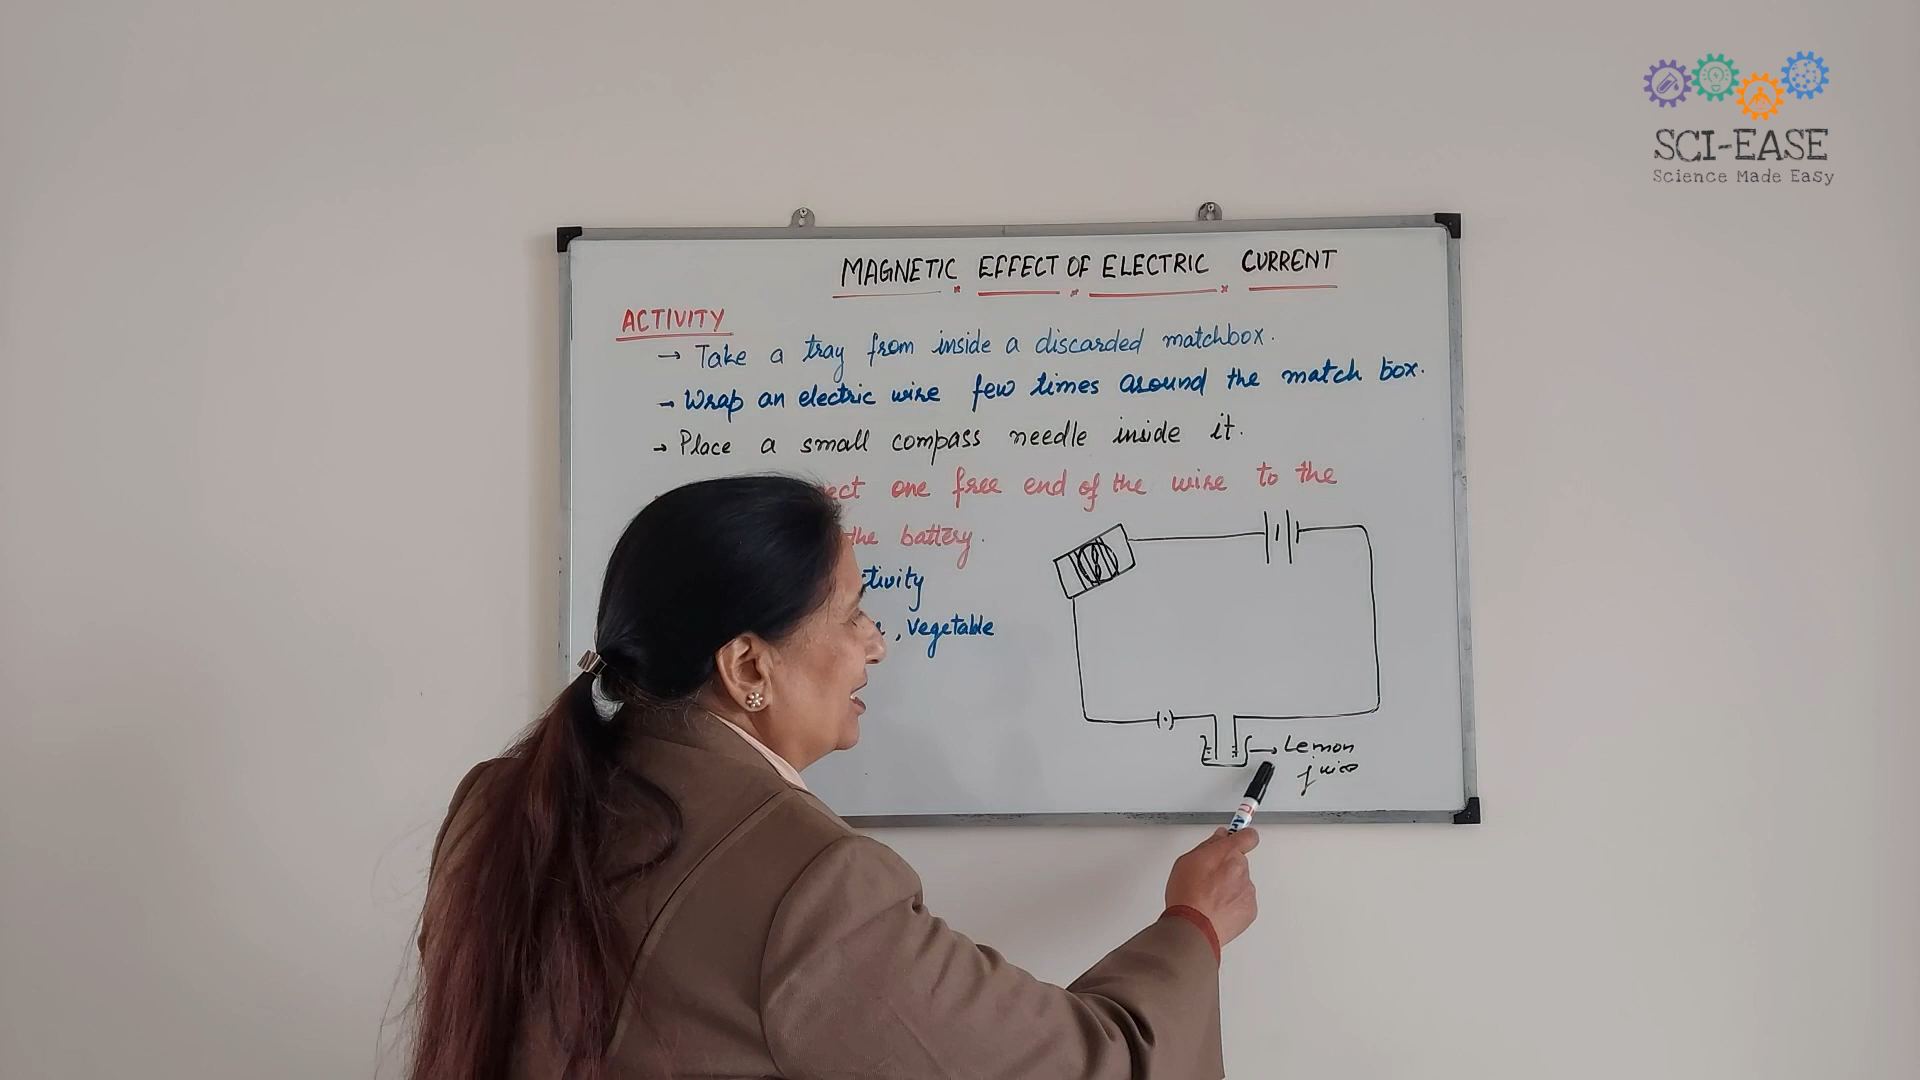 SCI-EASE
Science Made Easy
MAGNETIC EFFECT OF ELECTRIC CURRENT
ACTIVITY
→ Take a tray from inside a discarded matchbox.
→ Wrap an electric wire few times around the match box.
→ Place a small compass needle inside it.
ect one free end of the wire to the
the battery.
ctivity
, vegetable
→ Lemon
juice